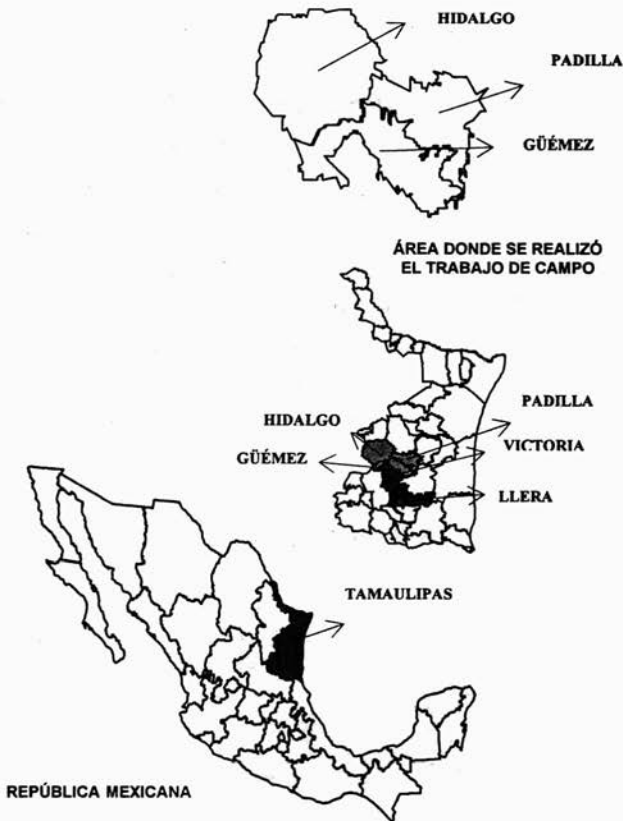 HIDALGO
PADILLA
GÜÉMEZ
ÁREA DONDE SE REALIZÓ
EL TRABAJO DE CAMPO
PADILLA
HIDALGO
VICTORIA
GÜÉMEZ
LLERA
TAMAULIPAS
REPÚBLICA MEXICANA